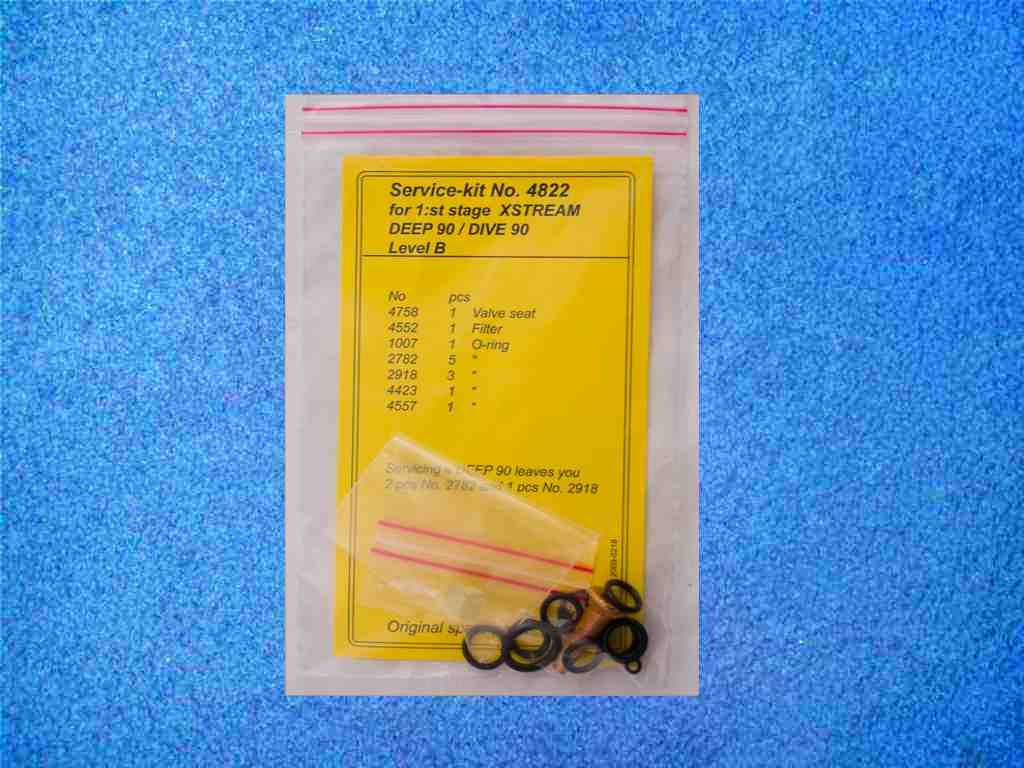 Service-kit No. 4822
for 1:st stage XSTREAM
DEEP 90 / DIVE 90
Level B
No pcs
4758 1 Valve seat
4552 1 Filter
1007 1 O-ring
2782 5 "
2918 3 "
4423 1 "
4557 1 "
Servicing a DEEP 90 leaves you
2 pcs No. 2782 and 1 pcs No. 2918
Original